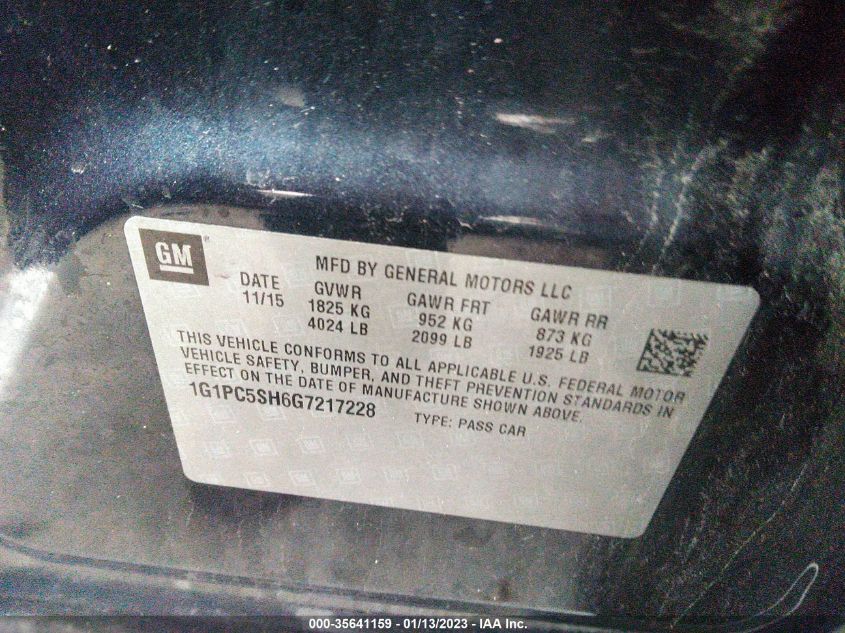 GM
MFD BY GENERAL MOTORS LLC
DATE GVWR GAWR FRT GAWR RR
11/15 1825 KG 952 KG 873 KG
4024 LB 2099 LB 1925 LB
THIS VEHICLE CONFORMS TO ALL APPLICABLE U.S. FEDERAL MOTOR
VEHICLE SAFETY, BUMPER, AND THEFT PREVENTION STANDARDS IN
EFFECT ON THE DATE OF MANUFACTURE SHOWN ABOVE.
1G1PC5SH6G7217228 TYPE: PASS CAR
000-35641159 - 01/13/2023 - IAA Inc.